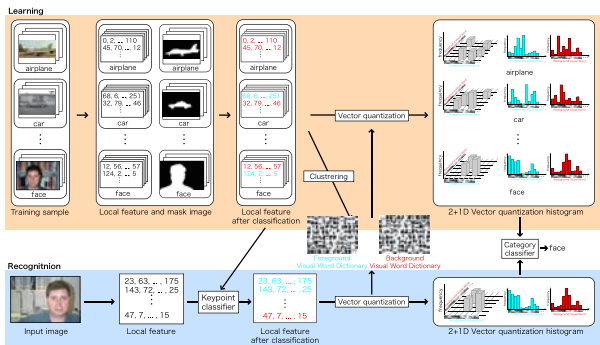 Learning
airplane
car
⋮
face
Training sample
0, 2, ... 110
45, 70, ... 12
⋮
airplane
68, 6, ... 251
32, 79, ... 46
⋮
car
⋮
12, 56, ... 57
124, 2, ... 5
⋮
face
airplane
car
face
Local feature and mask image
0, 2, ... 110
45, 70, ... 12
⋮
airplane
68, 6, ... 251
32, 79, ... 46
⋮
car
⋮
12, 56, ... 57
124, 2, ... 5
⋮
face
Local feature
after classification
Vector quantization
Clustrering
Foreground
Visual Word Dictionary
Background
Visual Word Dictionary
airplane
car
⋮
face
2+1D Vector quantization histogram
Category
classifier
face
Recognitnion
Input image
23, 63, ... , 175
143, 72, ... , 25
⋮
47, 7, ... , 15
Local feature
Keypoint
classifier
23, 63, ... , 175
143, 72, ... , 25
⋮
47, 7, ... , 15
Local feature
after classification
Vector quantization
2+1D Vector quantization histogram